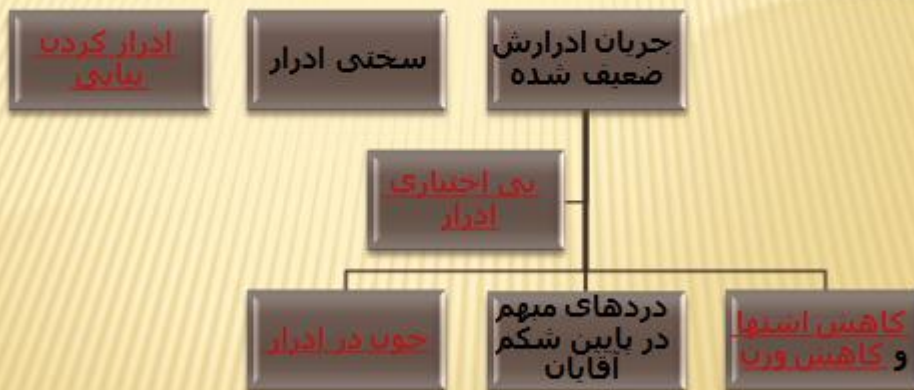 جریان ادرارش
ضعیف شده
سختی ادرار
ادرار کردن
پیاپی
بی اختیاری
ادرار
کاهش اشتها
و کاهش وزن
دردهای مبهم
در پایین شکم
آقایان
خون در ادرار